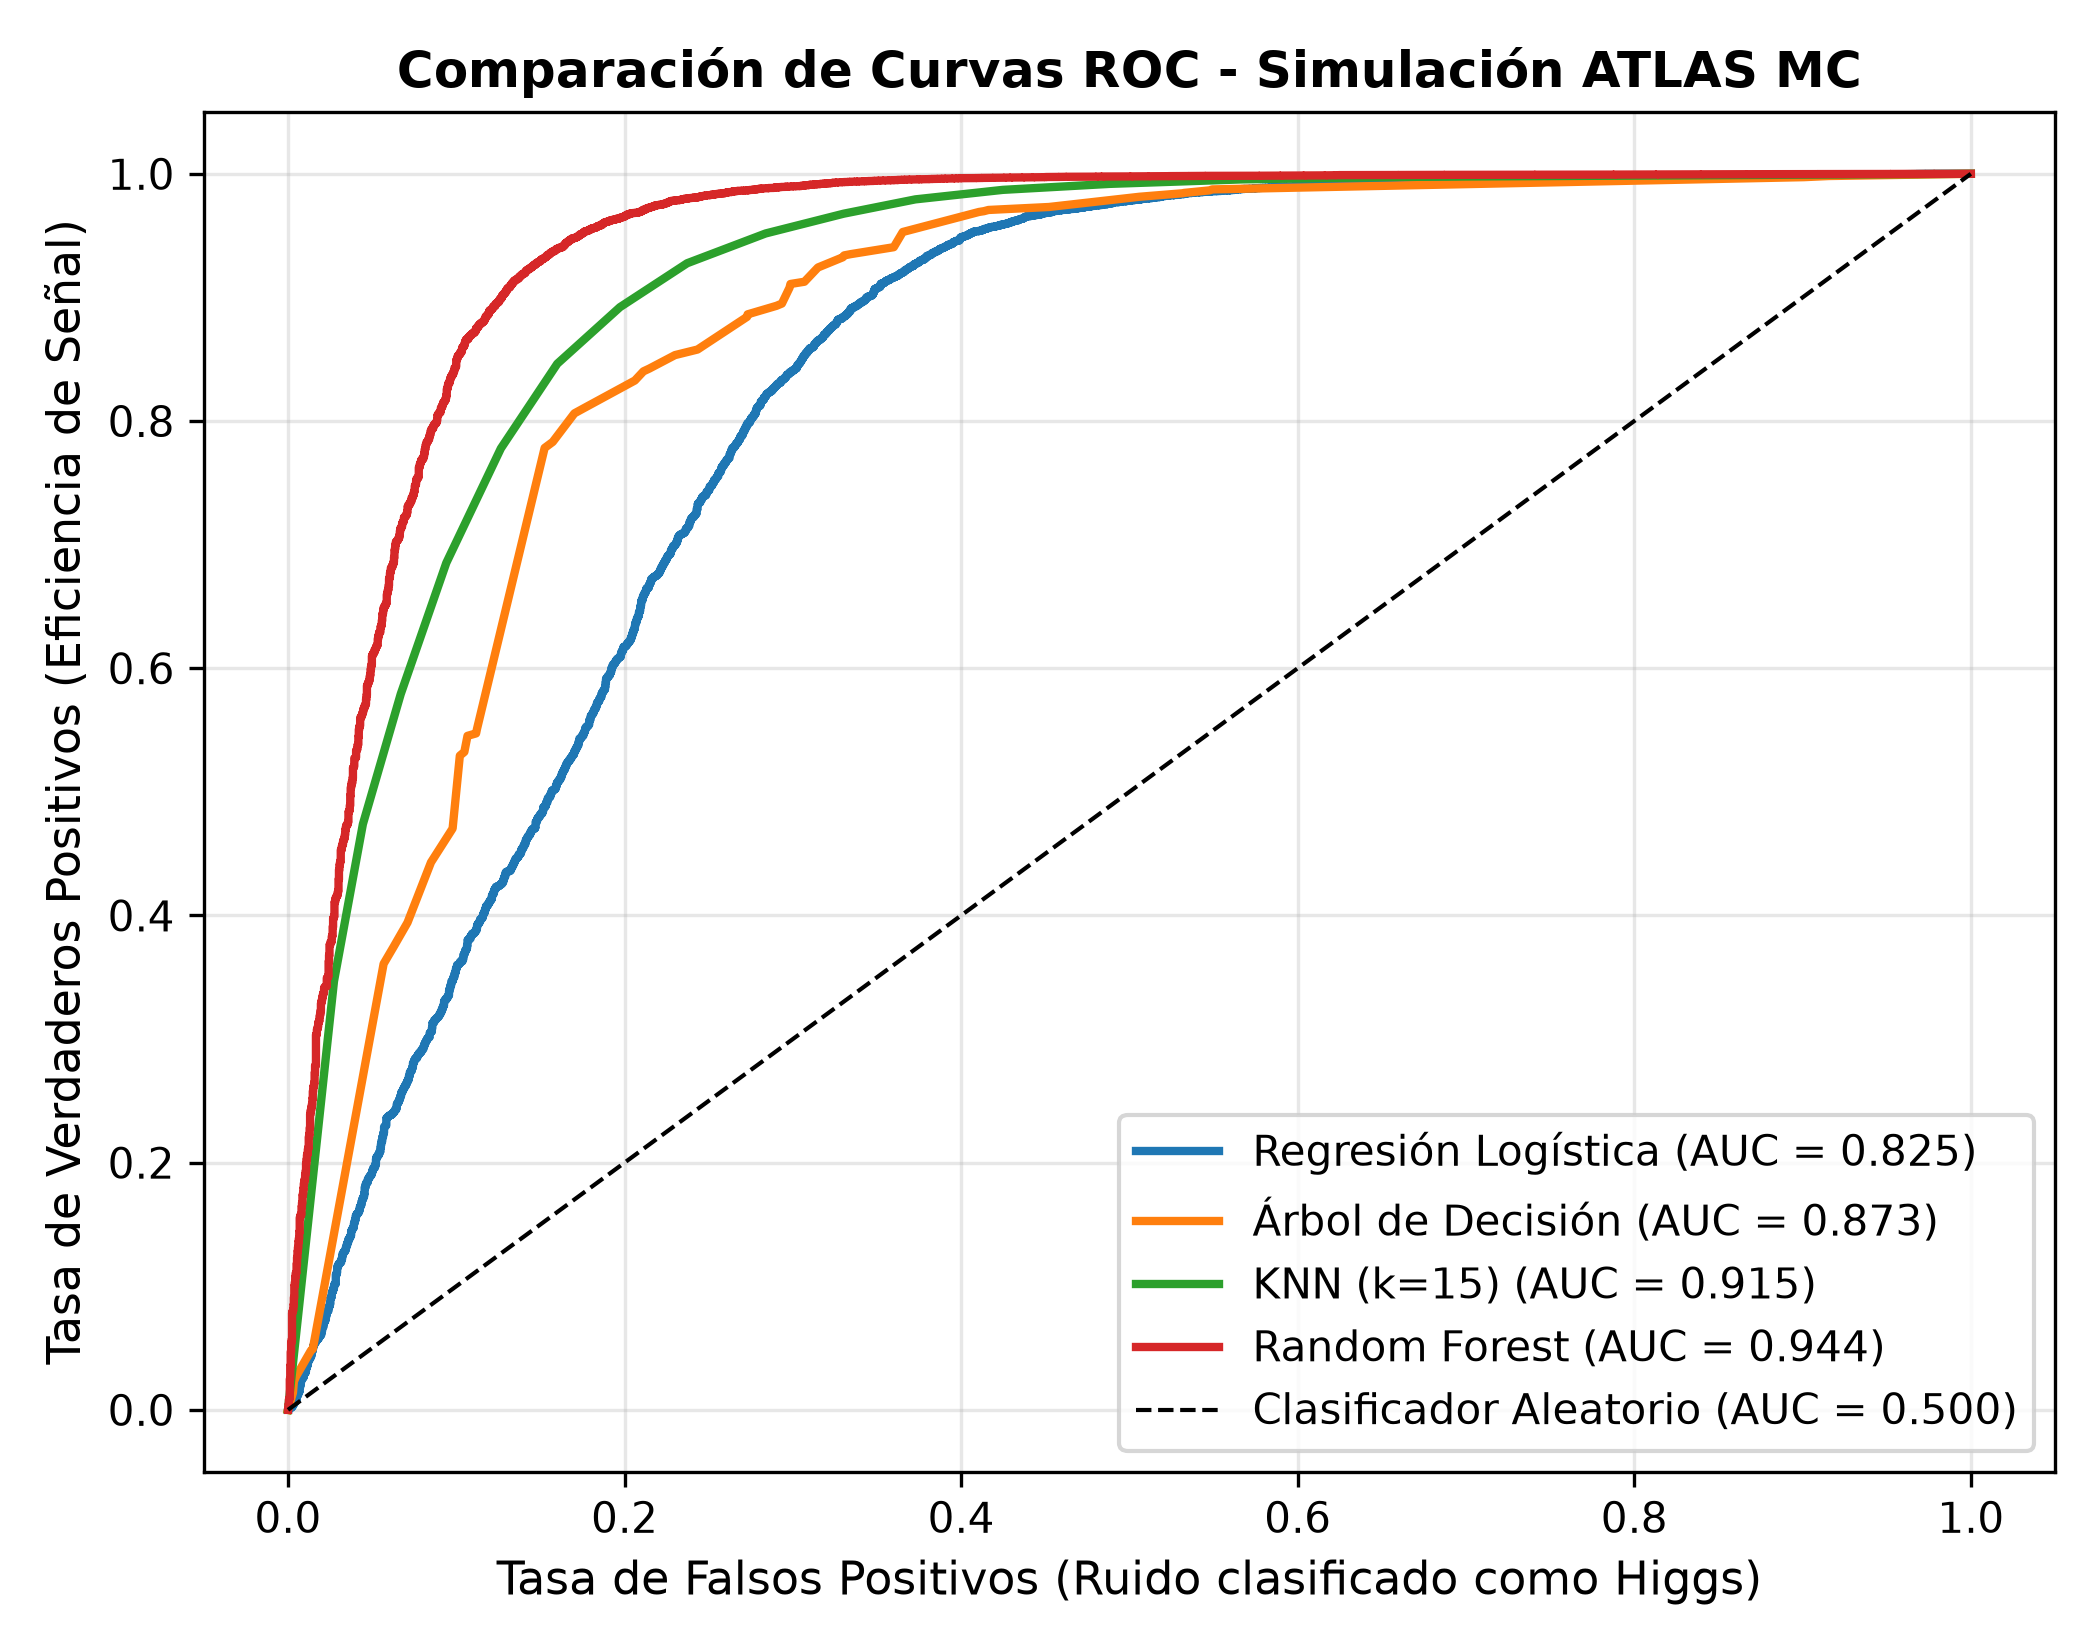 Comparación de Curvas ROC - Simulación ATLAS MC
Tasa de Verdaderos Positivos (Eficiencia de Señal)
1.0
0.8
0.6
0.4
0.2
0.0
Regresión Logística (AUC = 0.825)
Árbol de Decisión (AUC = 0.873)
KNN (k=15) (AUC = 0.915)
Random Forest (AUC = 0.944)
Clasificador Aleatorio (AUC = 0.500)
0.0 0.2 0.4 0.6 0.8 1.0
Tasa de Falsos Positivos (Ruido clasificado como Higgs)